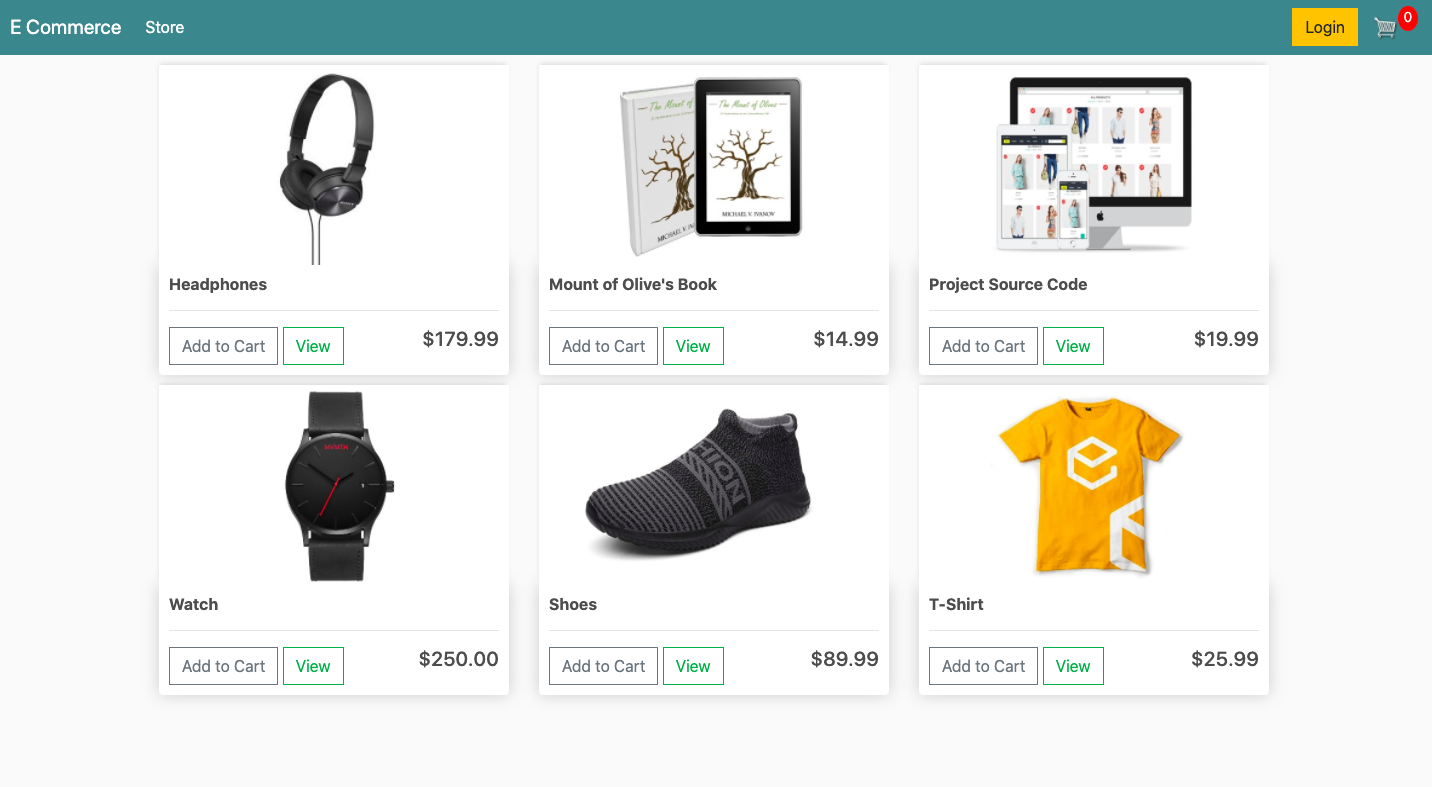 E Commerce Store Login 0
The Mount of
The Mount of Olives
MICHAEL V. IVANOV
MICHAEL V. IV
Headphones
Mount of Olive's Book
Project Source Code
Add to Cart View $179.99
Add to Cart View $14.99
Add to Cart View $19.99
HION
Watch
Shoes
T-Shirt
Add to Cart View $250.00
Add to Cart View $89.99
Add to Cart View $25.99